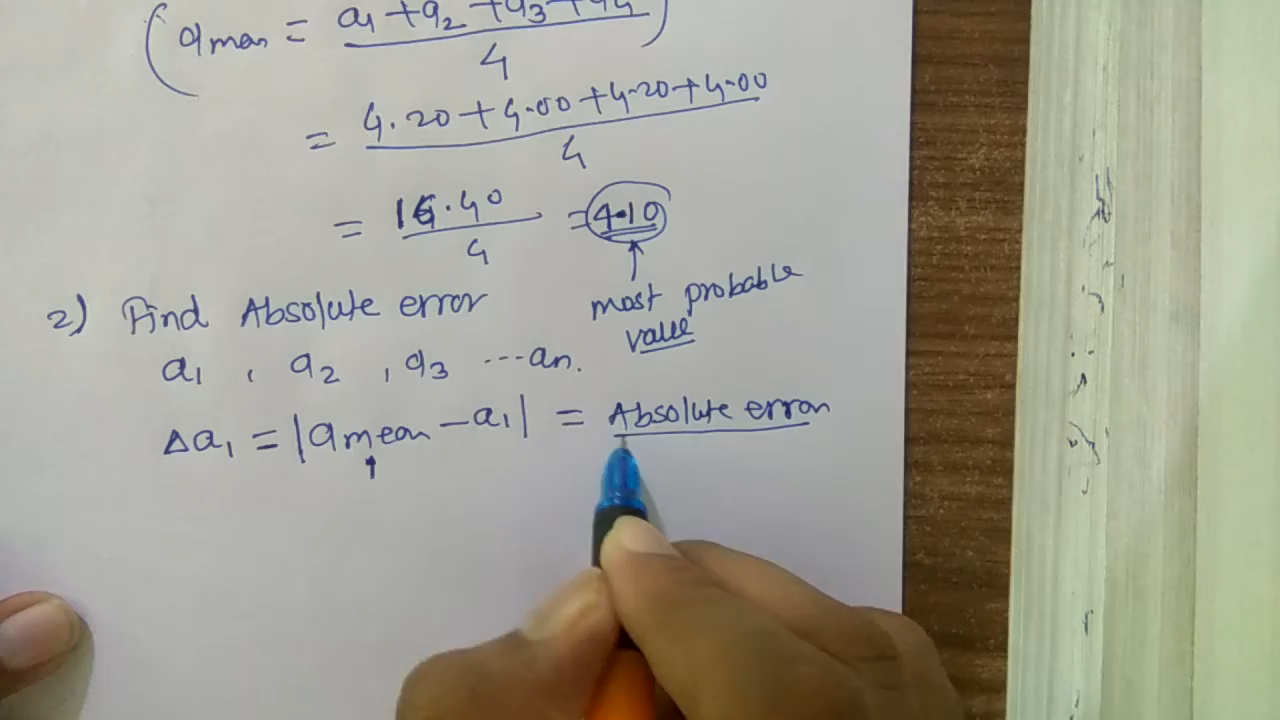 (amean = a1+a2+a3+a4
4)
= 4.20+4.00+4.20+4.00
4
= 16.40 = 4.10
4
most probable
value
2) Find Absolute error
a1 , a2 , a3 ...an.
Δa1 = |amean - a1| = Absolute error